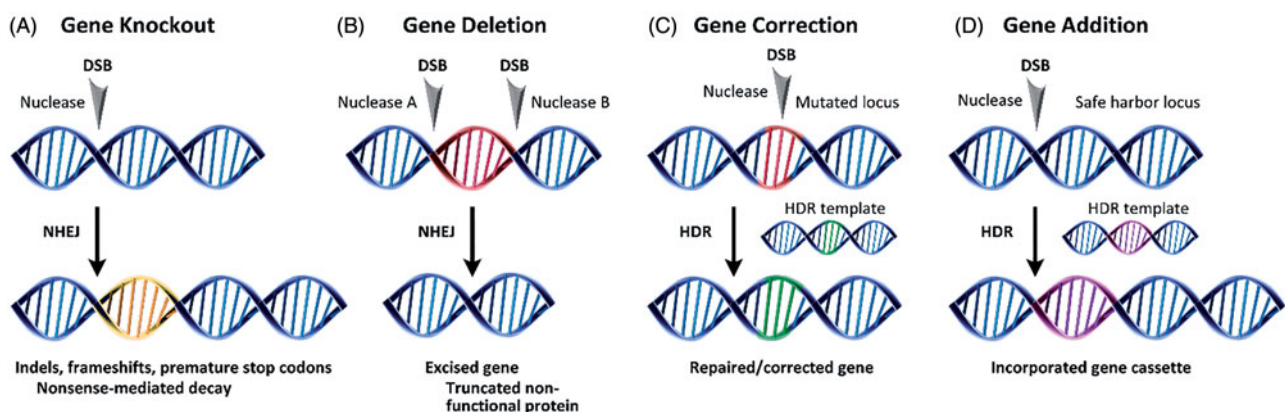 (A) Gene Knockout
DSB
Nuclease
NHEJ
Indels, frameshifts, premature stop codons
Nonsense-mediated decay
(B) Gene Deletion
DSB DSB
Nuclease A Nuclease B
NHEJ
Excised gene
Truncated non-
functional protein
(C) Gene Correction
DSB
Nuclease Mutated locus
HDR template
HDR
Repaired/corrected gene
(D) Gene Addition
DSB
Nuclease Safe harbor locus
HDR template
HDR
Incorporated gene cassette